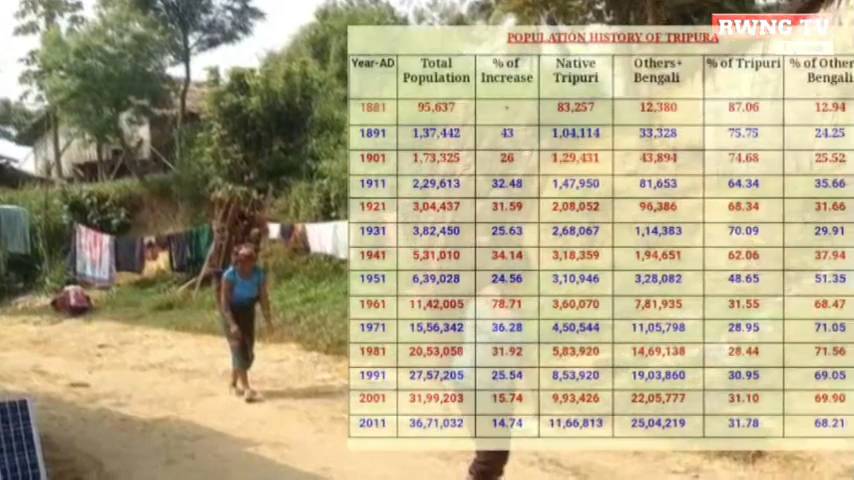 RWNG TV
POPULATION HISTORY OF TRIPURA
Year-AD Total Population % of Increase Native Tripuri Others+ Bengali % of Tripuri % of Other Bengali
1881 95,637 - 83,257 12,380 87.06 12.94
1891 1,37,442 43 1,04,114 33,328 75.75 24.25
1901 1,73,325 26 1,29,431 43,894 74.68 25.52
1911 2,29,613 32.48 1,47,950 81,653 64.34 35.66
1921 3,04,437 31.59 2,08,052 96,386 68.34 31.66
1931 3,82,450 25.63 2,68,067 1,14,383 70.09 29.91
1941 5,31,010 34.14 3,18,359 1,94,651 62.06 37.94
1951 6,39,028 24.56 3,10,946 3,28,082 48.65 51.35
1961 11,42,005 78.71 3,60,070 7,81,935 31.55 68.47
1971 15,56,342 36.28 4,50,544 11,05,798 28.95 71.05
1981 20,53,058 31.92 5,83,920 14,69,138 28.44 71.56
1991 27,57,205 25.54 8,53,920 19,03,860 30.95 69.05
2001 31,99,203 15.74 9,93,426 22,05,777 31.10 69.90
2011 36,71,032 14.74 11,66,813 25,04,219 31.78 68.21